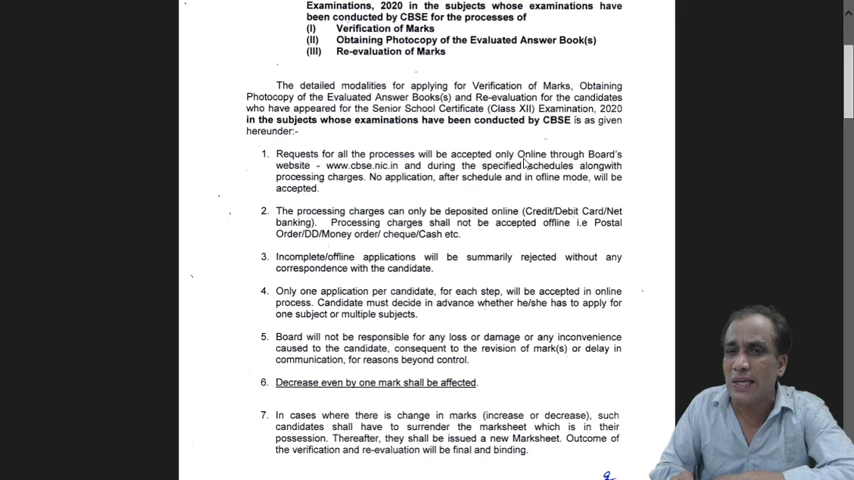 Examinations, 2020 in the subjects whose examinations have
been conducted by CBSE for the processes of
(I) Verification of Marks
(II) Obtaining Photocopy of the Evaluated Answer Book(s)
(III) Re-evaluation of Marks
The detailed modalities for applying for Verification of Marks, Obtaining
Photocopy of the Evaluated Answer Books(s) and Re-evaluation for the candidates
who have appeared for the Senior School Certificate (Class XII) Examination, 2020
in the subjects whose examinations have been conducted by CBSE is as given
hereunder:-
1. Requests for all the processes will be accepted only Online through Board's
website - www.cbse.nic.in and during the specified schedules alongwith
processing charges. No application, after schedule and in ofline mode, will be
accepted.
2. The processing charges can only be deposited online (Credit/Debit Card/Net
banking). Processing charges shall not be accepted offline i.e Postal
Order/DD/Money order/ cheque/Cash etc.
3. Incomplete/offline applications will be summarily rejected without any
correspondence with the candidate.
4. Only one application per candidate, for each step, will be accepted in online
process. Candidate must decide in advance whether he/she has to apply for
one subject or multiple subjects.
5. Board will not be responsible for any loss or damage or any inconvenience
caused to the candidate, consequent to the revision of mark(s) or delay in
communication, for reasons beyond control.
6. Decrease even by one mark shall be affected.
7. In cases where there is change in marks (increase or decrease), such
candidates shall have to surrender the marksheet which is in their
possession. Thereafter, they shall be issued a new Marksheet. Outcome of
the verification and re-evaluation will be final and binding.